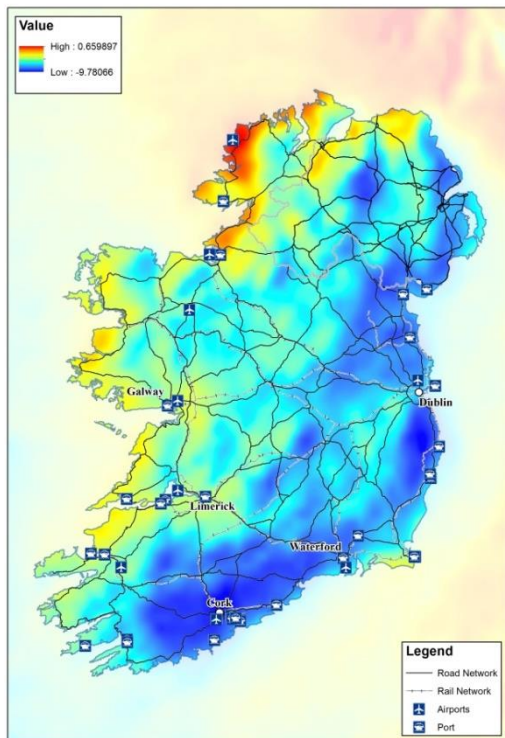 Value
High : 0.659897
Low : -9.78066
Galway
Dublin
Limerick
Waterford
Cork
Legend
Road Network
Rail Network
Airports
Port